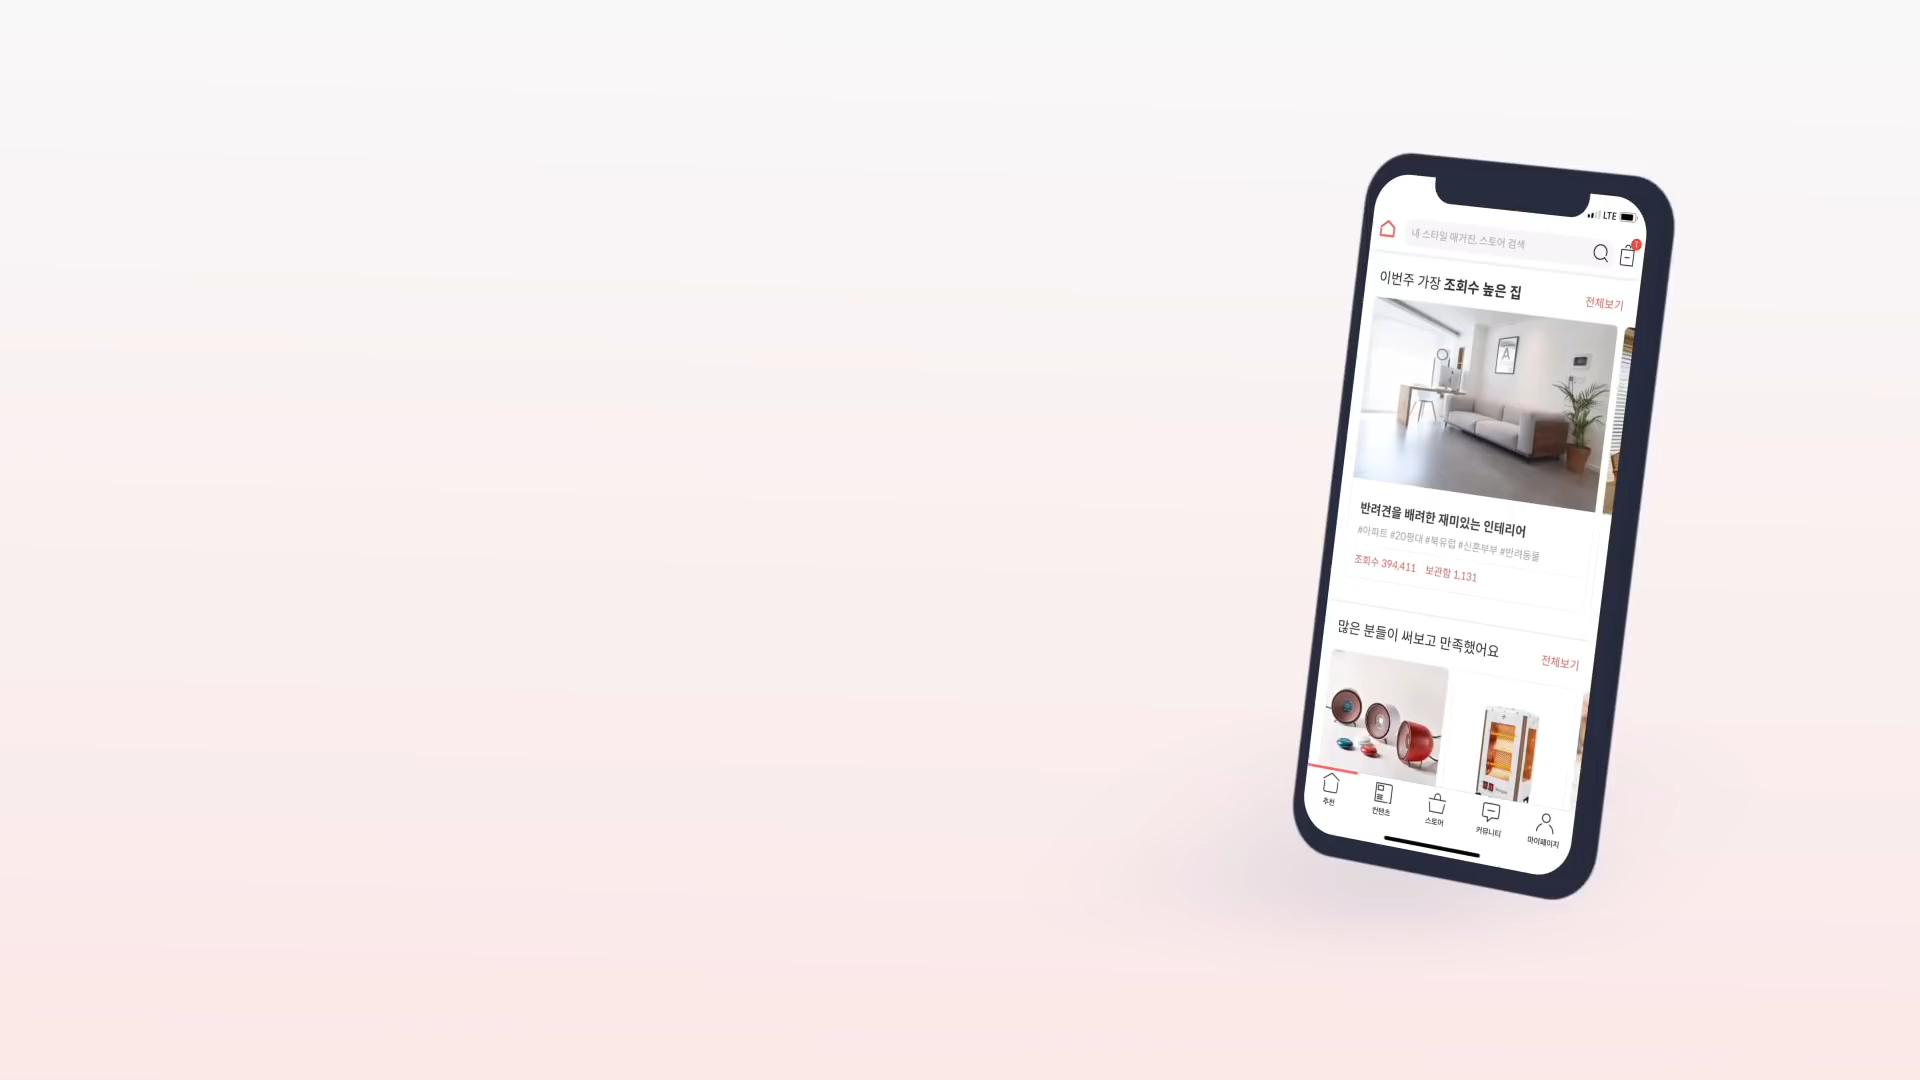 LTE
내 스타일 매거진, 스토어 검색
1
이번주 가장 조회수 높은 집
전체보기
A
반려견을 배려한 재미있는 인테리어
#아파트 #20평대 #북유럽 #신혼부부 #반려동물
조회수 394,411 보관함 1,131
많은 분들이 써보고 만족했어요
전체보기
추천
컨텐츠
스토어
커뮤니티
마이페이지